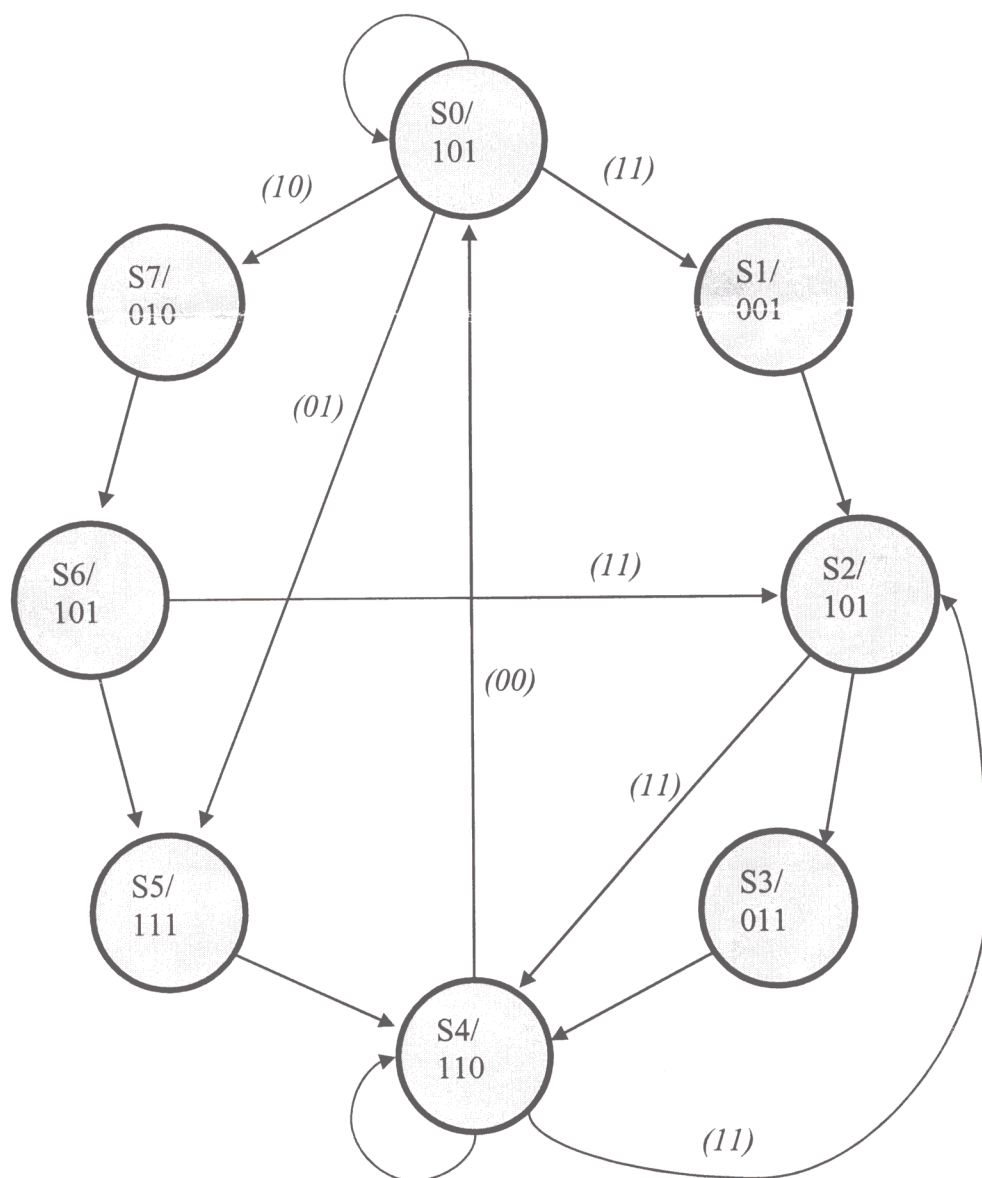 S0/
101
(10)
(11)
S7/
010
S1/
001
(01)
S6/
101
(11)
S2/
101
(00)
(11)
S5/
111
S3/
011
S4/
110
(11)